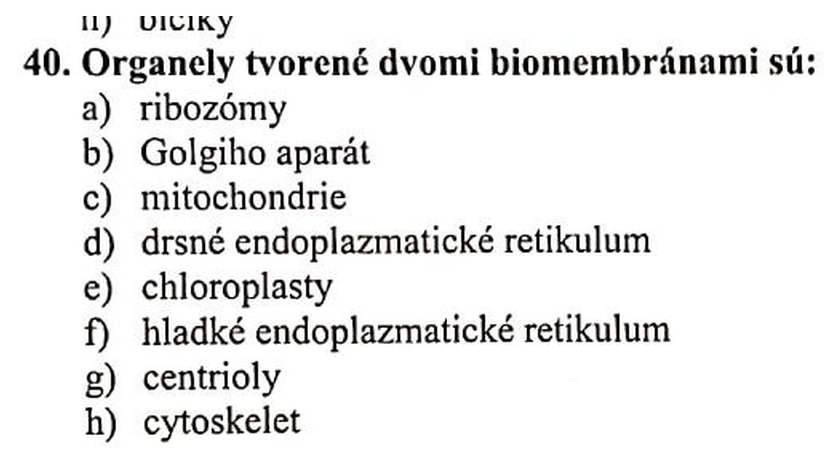 h) bičíky
40. Organely tvorené dvomi biomembránami sú:
a) ribozómy
b) Golgiho aparát
c) mitochondrie
d) drsné endoplazmatické retikulum
e) chloroplasty
f) hladké endoplazmatické retikulum
g) centrioly
h) cytoskelet